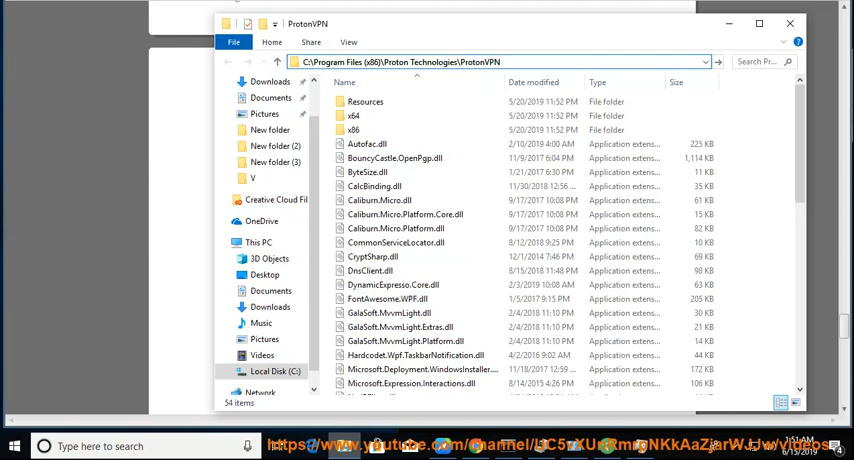 ProtonVPN
File Home Share View
C:\Program Files (x86)\Proton Technologies\ProtonVPN
Search Pr...
Downloads
Documents
Pictures
New folder
New folder (2)
New folder (3)
V
Creative Cloud Fil
OneDrive
This PC
3D Objects
Desktop
Documents
Downloads
Music
Pictures
Videos
Local Disk (C:)
Network
Name Date modified Type Size
Resources 5/20/2019 11:52 PM File folder
x64 5/20/2019 11:52 PM File folder
x86 5/20/2019 11:52 PM File folder
Autofac.dll 2/10/2019 4:00 AM Application extens... 225 KB
BouncyCastle.OpenPgp.dll 11/9/2017 6:04 PM Application extens... 1,114 KB
ByteSize.dll 1/21/2017 6:30 PM Application extens... 11 KB
CalcBinding.dll 11/30/2018 12:56 ... Application extens... 35 KB
Caliburn.Micro.dll 9/17/2017 10:08 PM Application extens... 61 KB
Caliburn.Micro.Platform.Core.dll 9/17/2017 10:08 PM Application extens... 15 KB
Caliburn.Micro.Platform.dll 9/17/2017 10:08 PM Application extens... 82 KB
CommonServiceLocator.dll 8/12/2018 9:25 PM Application extens... 10 KB
CryptSharp.dll 12/1/2014 7:46 PM Application extens... 69 KB
DnsClient.dll 8/15/2018 11:48 PM Application extens... 98 KB
DynamicExpresso.Core.dll 2/3/2019 10:08 AM Application extens... 63 KB
FontAwesome.WPF.dll 1/5/2017 9:15 PM Application extens... 205 KB
GalaSoft.MvvmLight.dll 2/4/2018 11:10 PM Application extens... 30 KB
GalaSoft.MvvmLight.Extras.dll 2/4/2018 11:10 PM Application extens... 21 KB
GalaSoft.MvvmLight.Platform.dll 2/4/2018 11:10 PM Application extens... 14 KB
Hardcodet.Wpf.TaskbarNotification.dll 4/2/2016 9:02 AM Application extens... 44 KB
Microsoft.Deployment.WindowsInstaller.... 11/18/2017 12:59 ... Application extens... 172 KB
Microsoft.Expression.Interactions.dll 8/14/2015 4:26 PM Application extens... 106 KB
54 items
Type here to search
1:51 AM
6/15/2019
4